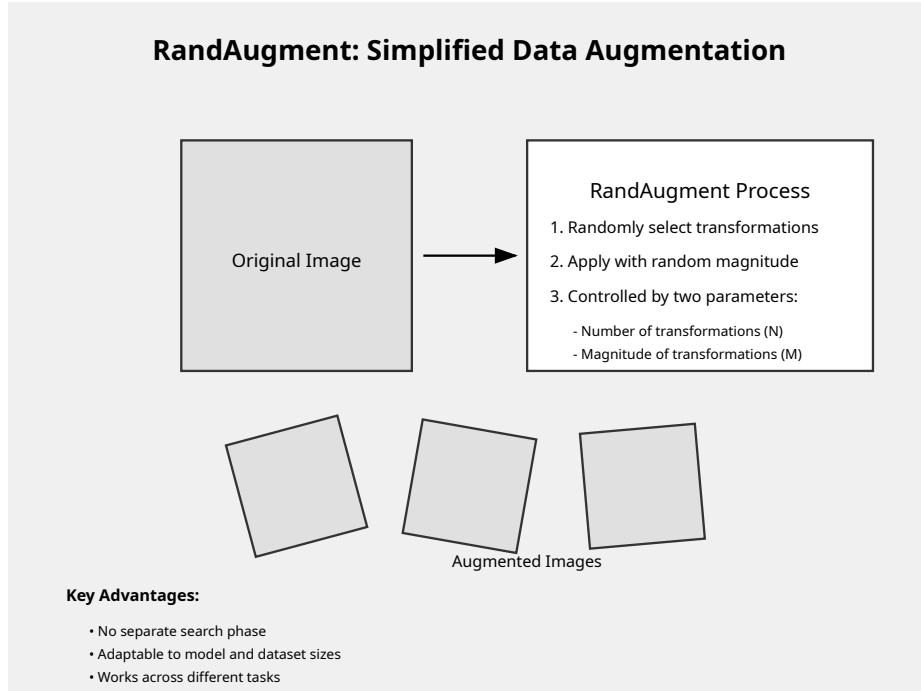 RandAugment: Simplified Data Augmentation
Original Image
RandAugment Process
1. Randomly select transformations
2. Apply with random magnitude
3. Controlled by two parameters:
- Number of transformations (N)
- Magnitude of transformations (M)
Augmented Images
Key Advantages:
• No separate search phase
• Adaptable to model and dataset sizes
• Works across different tasks